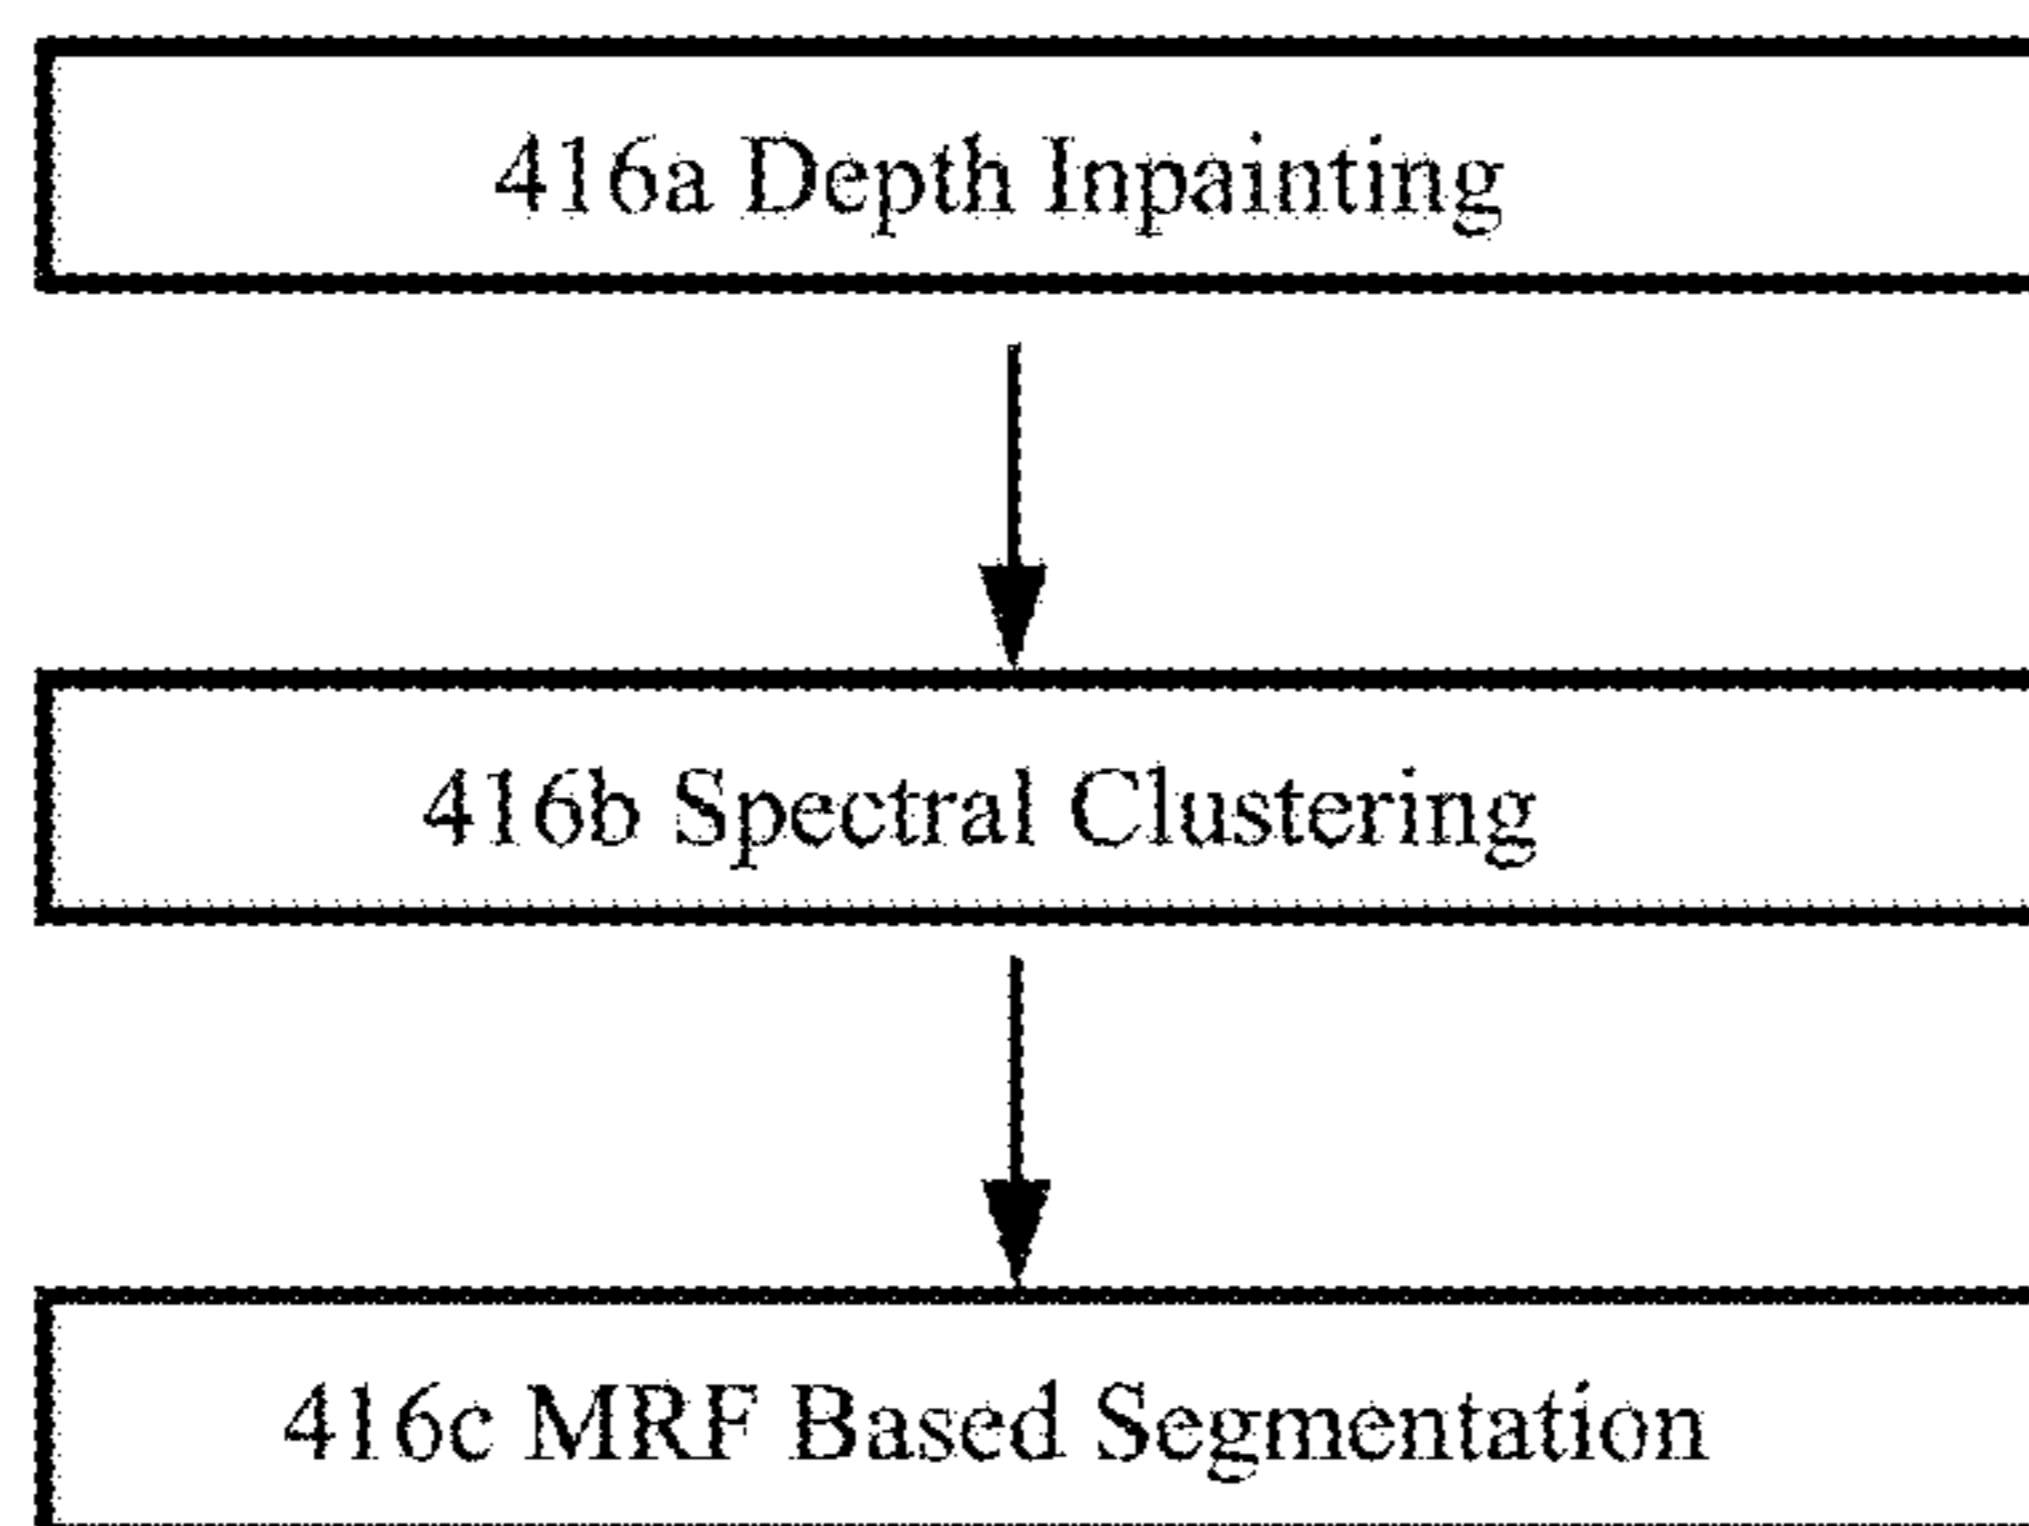 416a Depth Inpainting
416b Spectral Clustering
416c MRF Based Segmentation